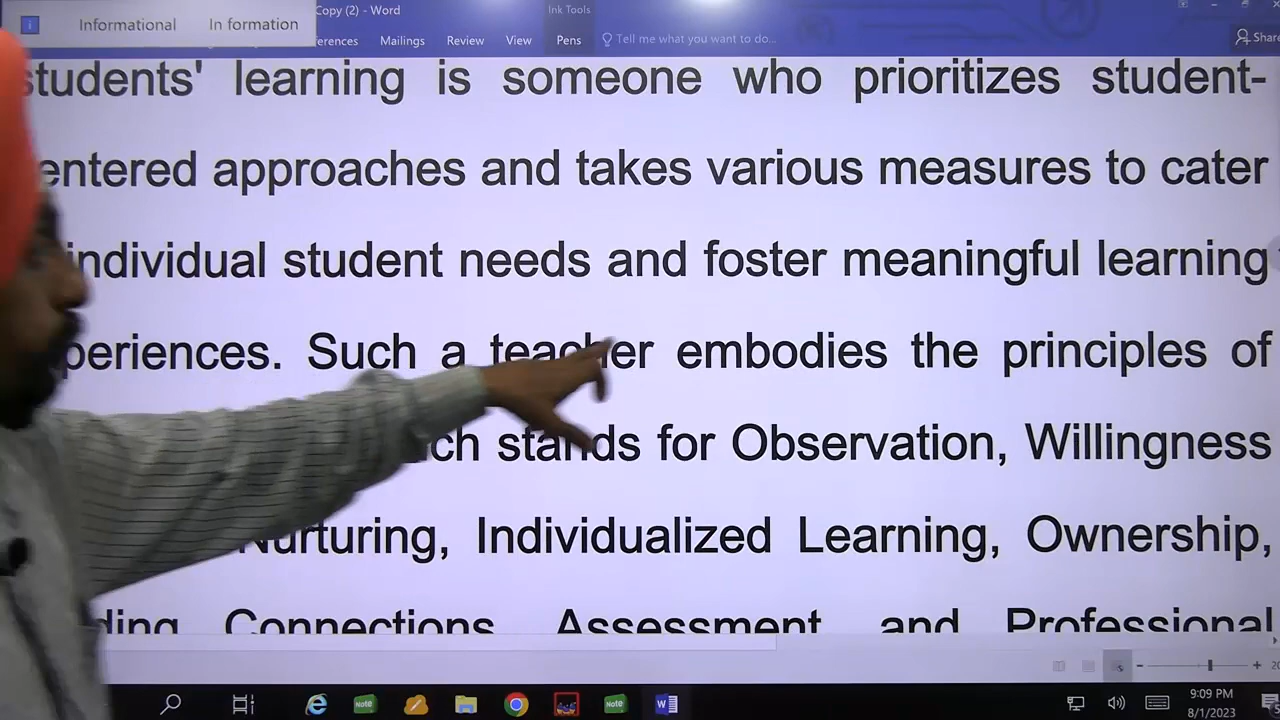 Informational In formation
Copy (2) - Word
Ink Tools
Mailings Review View Pens Tell me what you want to do... Share
students' learning is someone who prioritizes student-
entered approaches and takes various measures to cater
individual student needs and foster meaningful learning
periences. Such a teacher embodies the principles of
ch stands for Observation, Willingness
Nurturing, Individualized Learning, Ownership,
ding Connections, Assessment, and Professional
Note Note
9:09 PM
8/1/2023